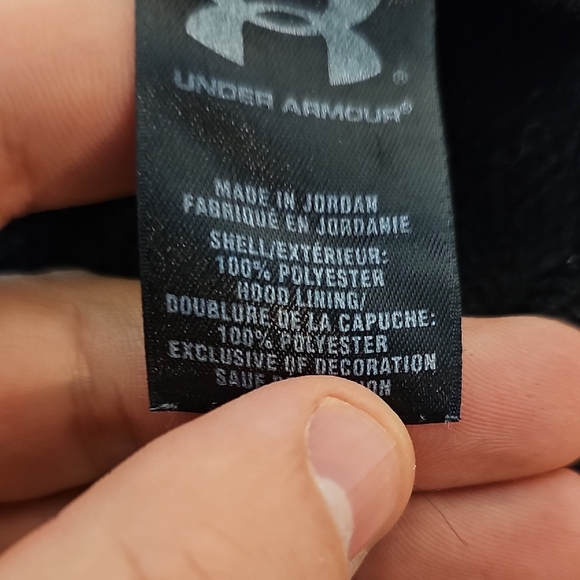 UNDER ARMOUR®
®
MADE IN JORDAN
FABRIQUÉ EN JORDANIE
SHELL/EXTÉRIEUR:
100% POLYESTER
HOOD LINING/
DOUBLURE DE LA CAPUCHE:
100% POLYESTER
EXCLUSIVE OF DECORATION
SAUF